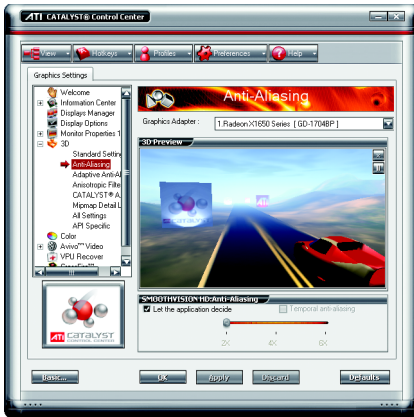 ATI CATALYST® Control Center
View Hotkeys Profiles Preferences Help
Graphics Settings
Welcome
Information Center
Displays Manager
Display Options
Monitor Properties 1
3D
Standard Setting
Anti-Aliasing
Adaptive Anti-Al
Anisotropic Filte
CATALYST® A.
Mipmap Detail L
All Settings
API Specific
Color
Avivo™ Video
VPU Recover
Anti-Aliasing
Graphics Adapter :
1.Radeon X1650 Series [ GD-1704BP ]
3D Preview
SMOOTHVISION HD:Anti-Aliasing
Let the application decide
Temporal anti-aliasing
2X 4X 6X
ATI CATALYST
CONTROL CENTER
Basic...
OK
Apply
Discard
Defaults